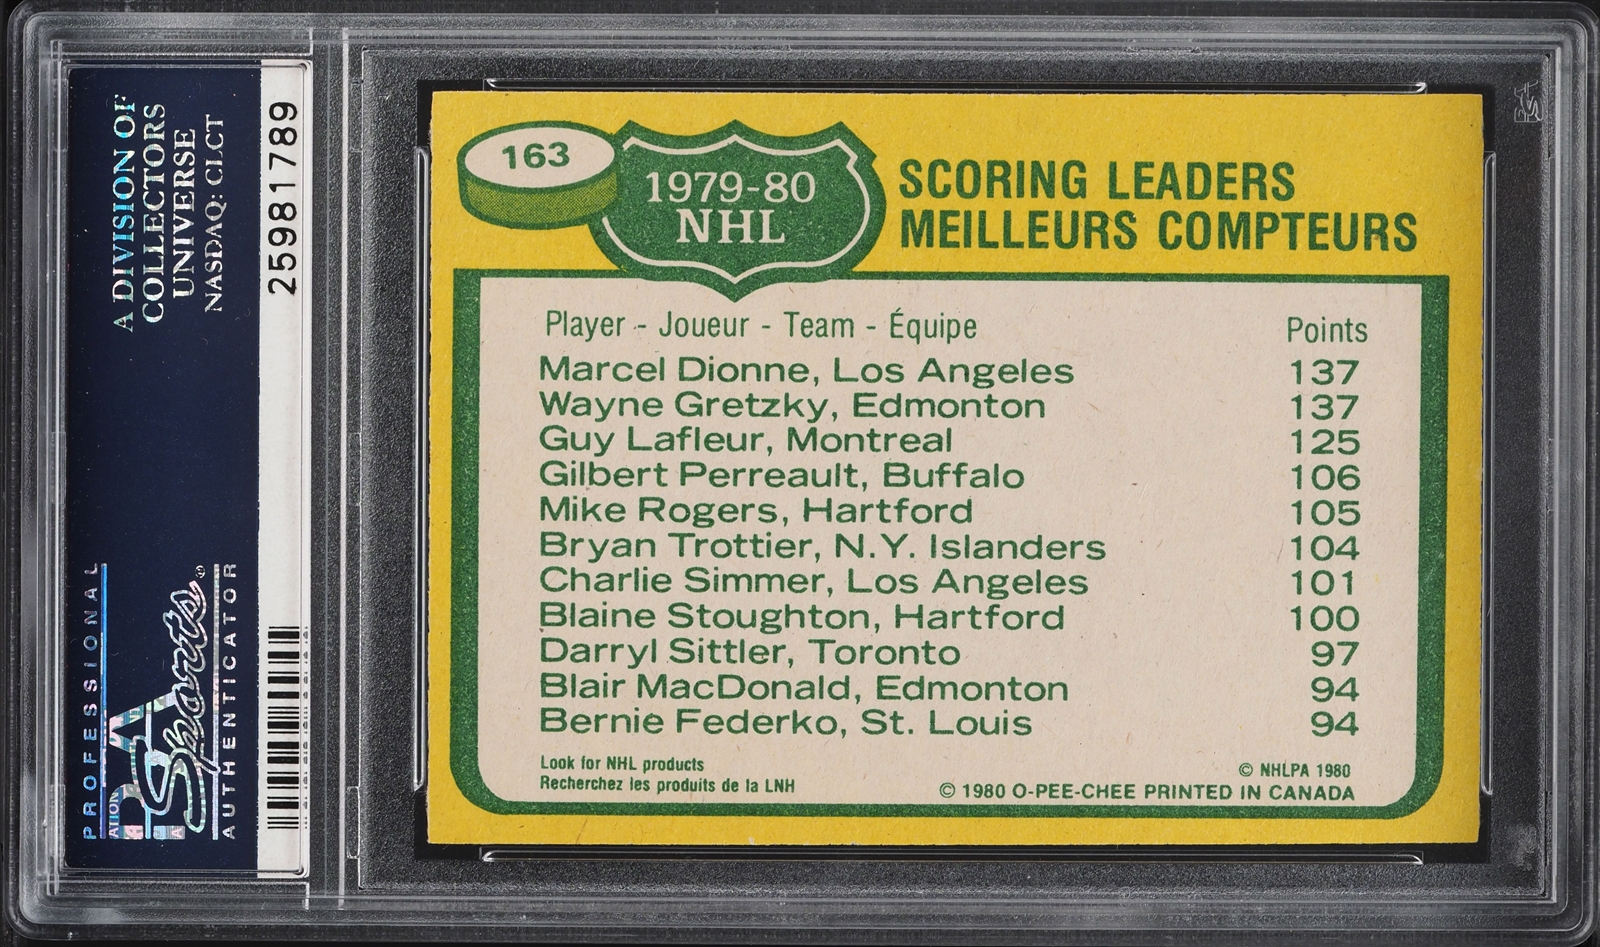 A DIVISION OF
COLLECTORS
UNIVERSE
NASDAQ: CLCT
25981789
PROFESSIONAL
PSA
Sports
AUTHENTICATOR
163
1979-80
NHL
SCORING LEADERS
MEILLEURS COMPTEURS
Player - Joueur - Team - Équipe Points
Marcel Dionne, Los Angeles 137
Wayne Gretzky, Edmonton 137
Guy Lafleur, Montreal 125
Gilbert Perreault, Buffalo 106
Mike Rogers, Hartford 105
Bryan Trottier, N.Y. Islanders 104
Charlie Simmer, Los Angeles 101
Blaine Stoughton, Hartford 100
Darryl Sittler, Toronto 97
Blair MacDonald, Edmonton 94
Bernie Federko, St. Louis 94
Look for NHL products
Recherchez les produits de la LNH
© NHLPA 1980
© 1980 O-PEE-CHEE PRINTED IN CANADA